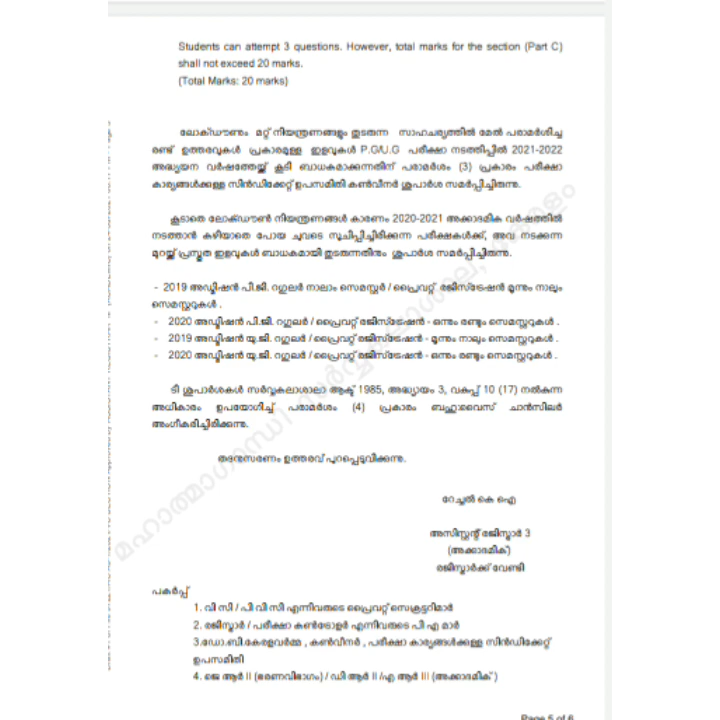 Students can attempt 3 questions. However, total marks for the section (Part C)
shall not exceed 20 marks.
(Total Marks: 20 marks)
ലോക്ഡൗണും മറ്റ് നിയന്ത്രണങ്ങളും തുടരുന്ന സാഹചര്യത്തിൽ മേൽ പരാമർശിച്ച
രണ്ട് ഉത്തരവുകൾ പ്രകാരമുള്ള ഇളവുകൾ P.G/U.G പരീക്ഷാ നടത്തിപ്പിൽ 2021-2022
അദ്ധ്യയന വർഷത്തേയ്ക്ക് കൂടി ബാധകമാക്കുന്നതിന് പരാമർശം (3) പ്രകാരം പരീക്ഷാ
കാര്യങ്ങൾക്കുള്ള സിൻഡിക്കേറ്റ് ഉപസമിതി കൺവീനർ ശുപാർശ സമർപ്പിച്ചിരുന്നു.
കൂടാതെ ലോക്ഡൗൺ നിയന്ത്രണങ്ങൾ കാരണം 2020-2021 അക്കാദമിക വർഷത്തിൽ
നടത്താൻ കഴിയാതെ പോയ ചുവടെ സൂചിപ്പിച്ചിരിക്കുന്ന പരീക്ഷകൾക്ക്, അവ നടക്കുന്ന
മുറയ്ക്ക് പ്രസ്തുത ഇളവുകൾ ബാധകമായി തുടരുന്നതിനും ശുപാർശ സമർപ്പിച്ചിരുന്നു.
- 2019 അഡ്മിഷൻ പി.ജി. റഗുലർ നാലാം സെമസ്റ്റർ / പ്രൈവറ്റ് രജിസ്ട്രേഷൻ മൂന്നും നാലും
സെമസ്റ്ററുകൾ .
- 2020 അഡ്മിഷൻ പി.ജി. റഗുലർ / പ്രൈവറ്റ് രജിസ്ട്രേഷൻ - ഒന്നും രണ്ടും സെമസ്റ്ററുകൾ .
- 2019 അഡ്മിഷൻ യു.ജി. റഗുലർ / പ്രൈവറ്റ് രജിസ്ട്രേഷൻ - മൂന്നും നാലും സെമസ്റ്ററുകൾ .
- 2020 അഡ്മിഷൻ യു.ജി. റഗുലർ / പ്രൈവറ്റ് രജിസ്ട്രേഷൻ - ഒന്നും രണ്ടും സെമസ്റ്ററുകൾ .
ടി ശുപാർശകൾ സർവ്വകലാശാലാ ആക്ട് 1985, അദ്ധ്യായം 3, വകുപ്പ് 10 (17) നൽകുന്ന
അധികാരം ഉപയോഗിച്ച് പരാമർശം (4) പ്രകാരം ബഹു.വൈസ് ചാൻസിലർ
അംഗീകരിച്ചിരിക്കുന്നു.
തദനുസരണം ഉത്തരവ് പുറപ്പെടുവിക്കുന്നു.
റേച്ചൽ കെ ഐ
അസിസ്റ്റന്റ് രജിസ്ട്രാർ 3
(അക്കാദമിക്)
രജിസ്ട്രാർക്ക് വേണ്ടി
പകർപ്പ്
1. വി സി / പി വി സി എന്നിവരുടെ പ്രൈവറ്റ് സെക്രട്ടറിമാർ
2. രജിസ്ട്രാർ / പരീക്ഷാ കൺട്രോളർ എന്നിവരുടെ പി എ മാർ
3.ഡോ.ബി.കേരളവർമ്മ , കൺവീനർ , പരീക്ഷാ കാര്യങ്ങൾക്കുള്ള സിൻഡിക്കേറ്റ്
ഉപസമിതി
4. ജെ ആർ II (ഭരണവിഭാഗം) / ഡി ആർ II /എ ആർ III (അക്കാദമിക് )
Page 5 of 6